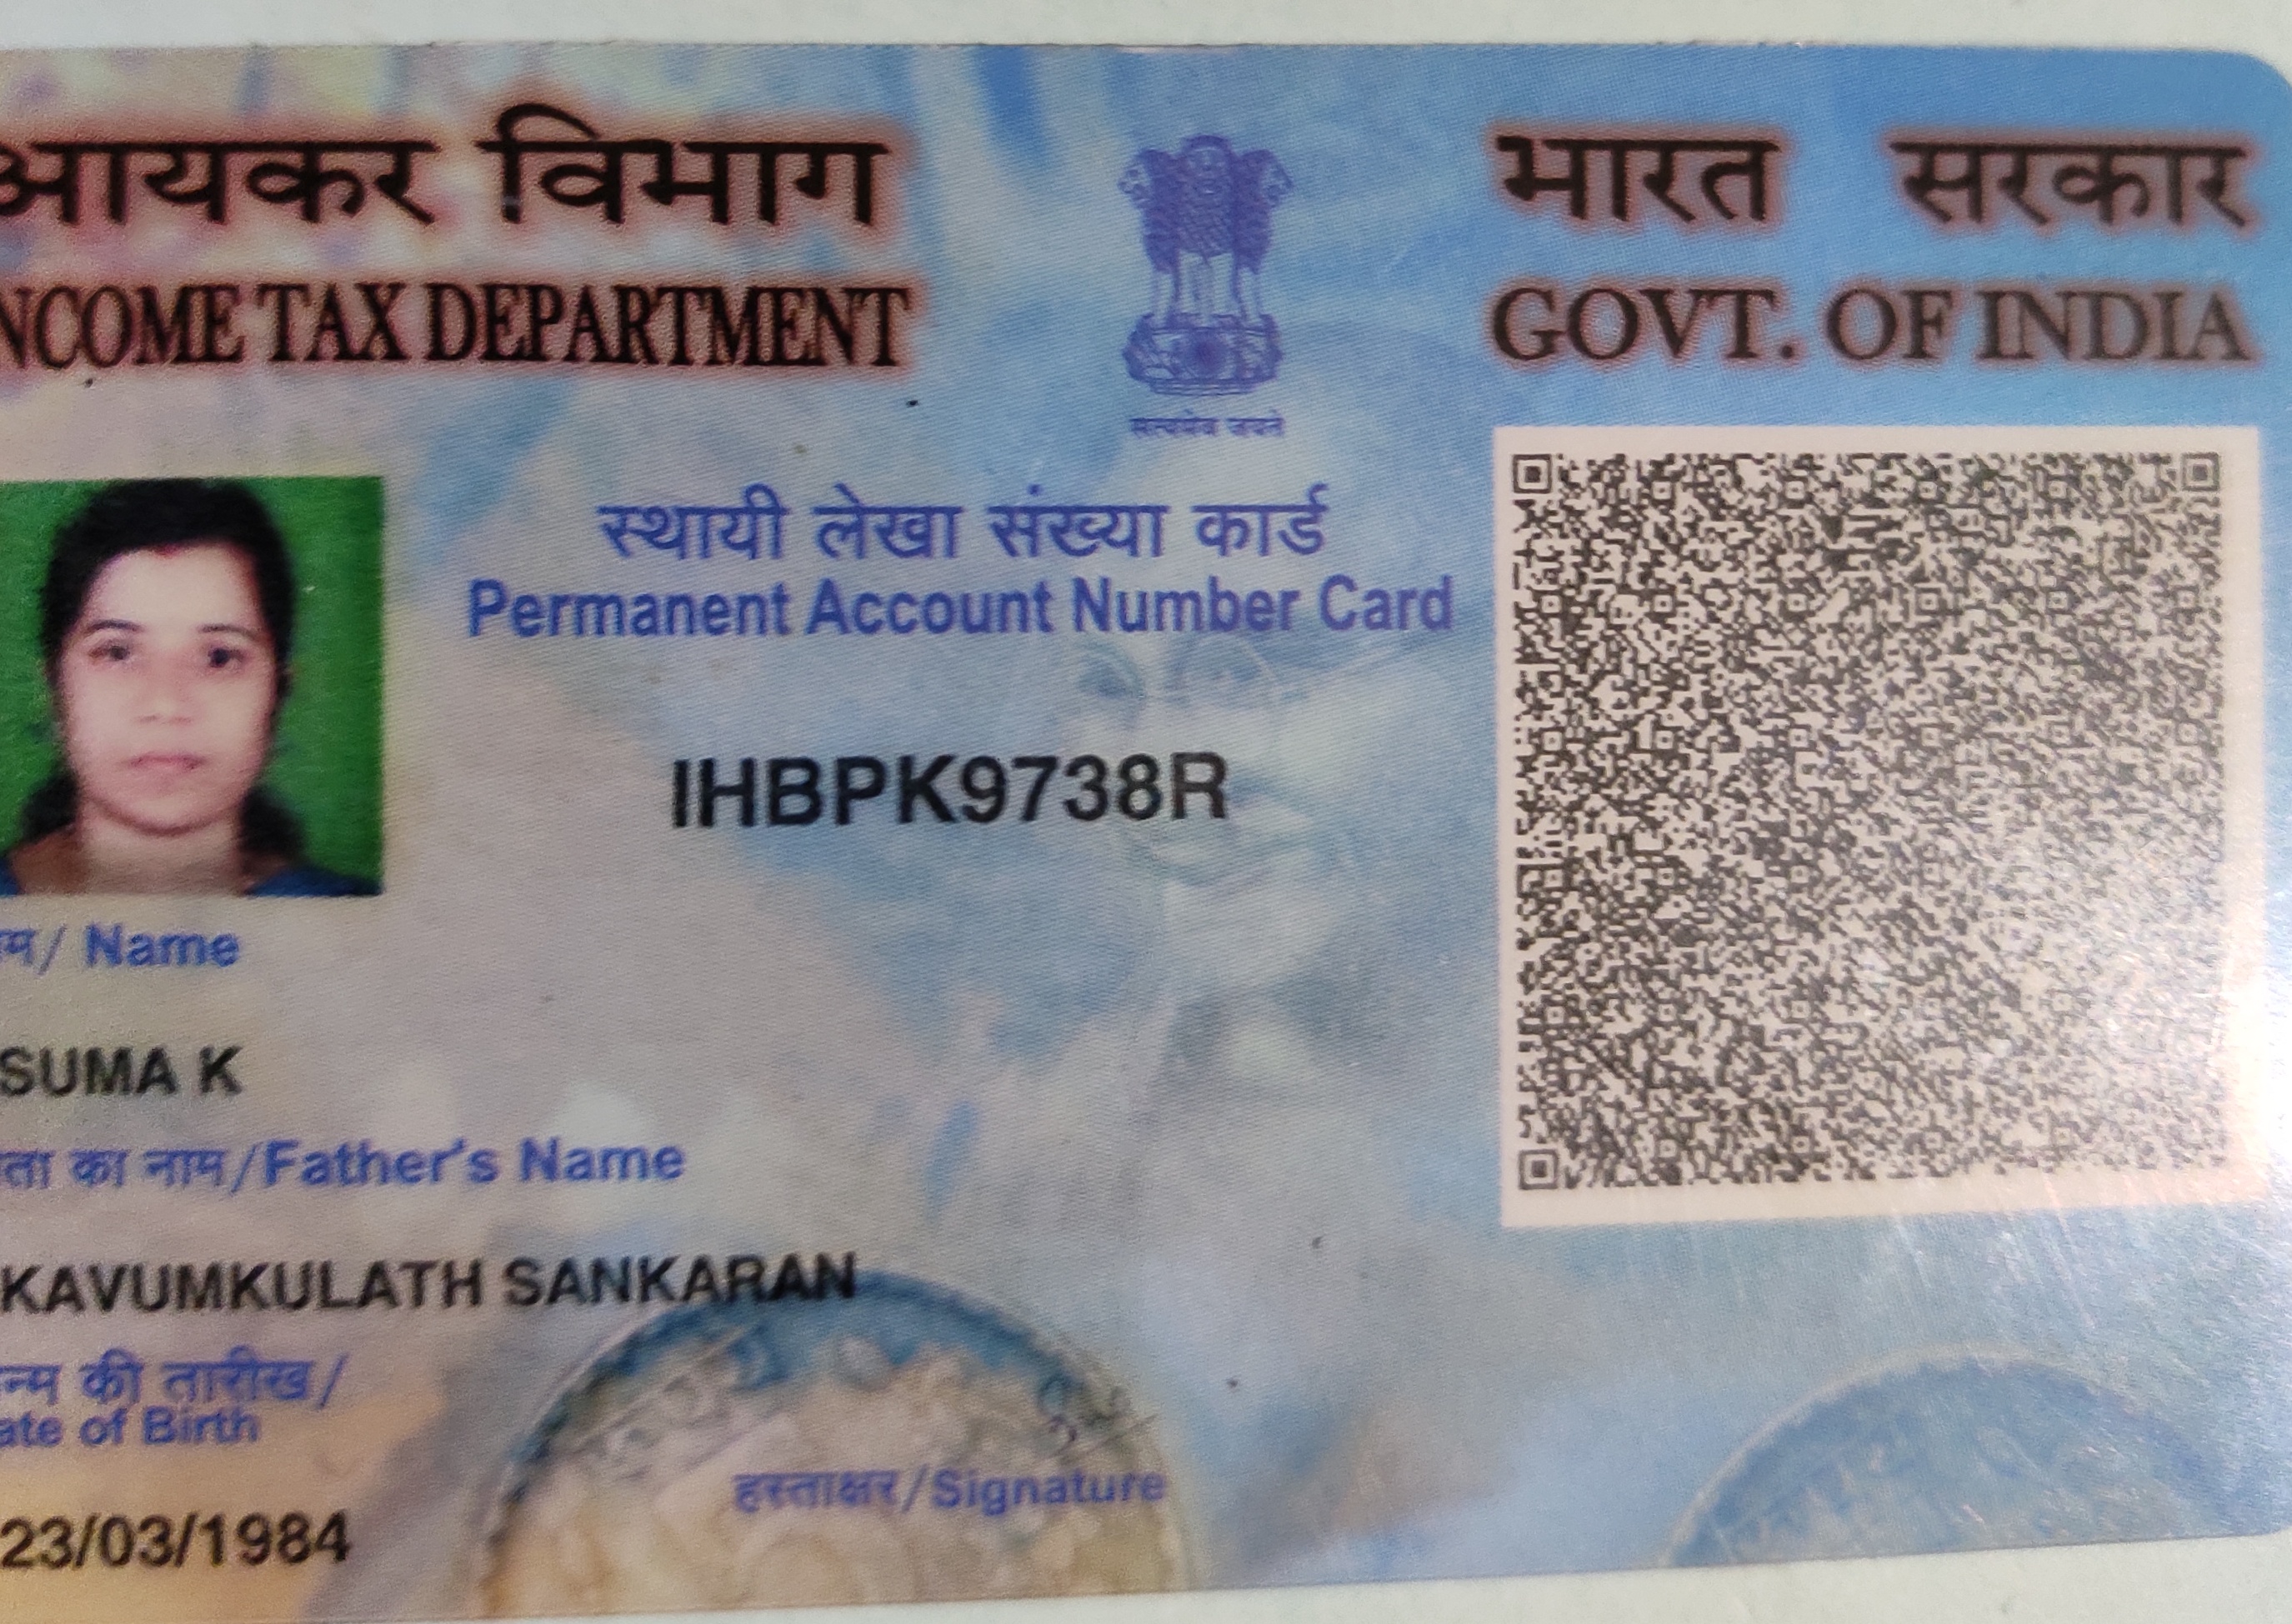 आयकर विभाग
NCOME TAX DEPARTMENT
सत्यमेव जयते
भारत सरकार
GOVT. OF INDIA
स्थायी लेखा संख्या कार्ड
Permanent Account Number Card
IHBPK9738R
म/ Name
SUMA K
ता का नाम/Father's Name
KAVUMKULATH SANKARAN
न्म की तारीख/
ate of Birth
23/03/1984
हस्ताक्षर/Signature